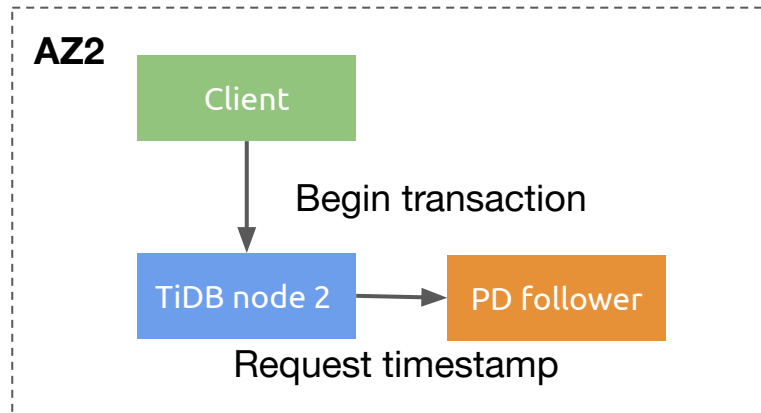 AZ2
Client
Begin transaction
TiDB node 2
PD follower
Request timestamp